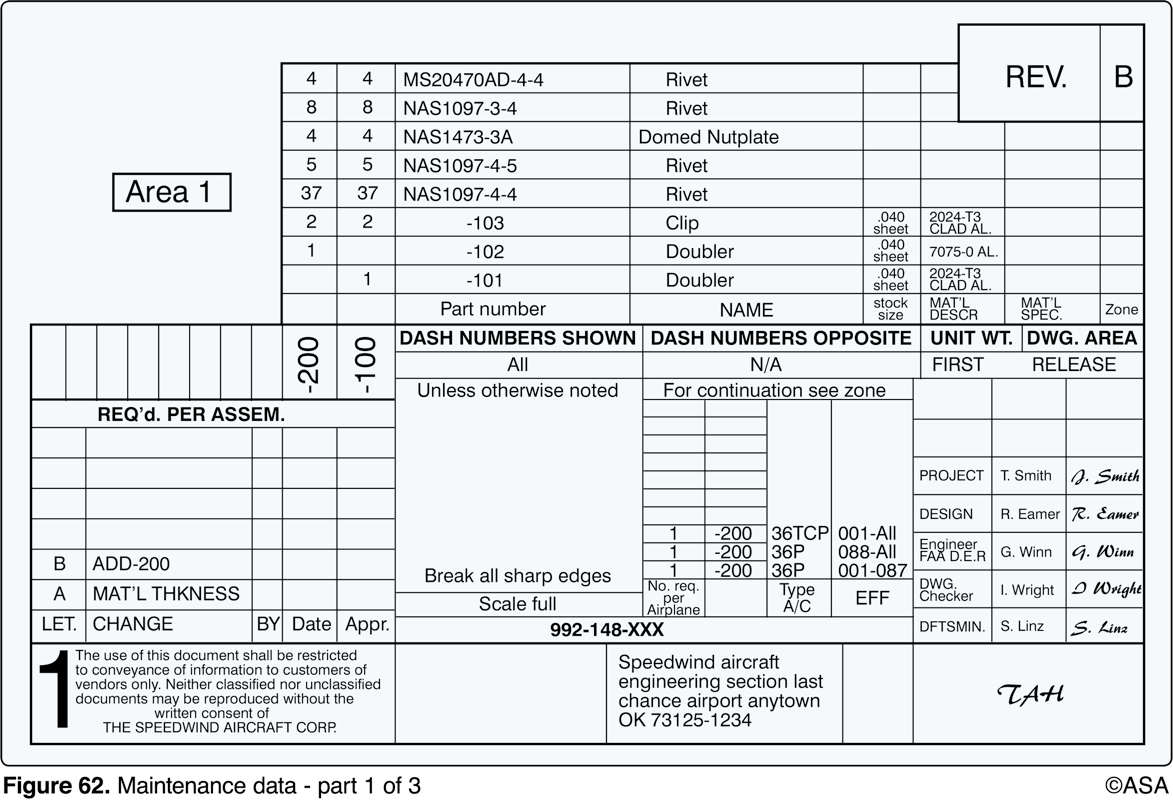 REV. B
4 4 MS20470AD-4-4 Rivet
8 8 NAS1097-3-4 Rivet
4 4 NAS1473-3A Domed Nutplate
5 5 NAS1097-4-5 Rivet
37 37 NAS1097-4-4 Rivet
2 2 -103 Clip .040 sheet 2024-T3 CLAD AL.
1 -102 Doubler .040 sheet 7075-0 AL.
1 -101 Doubler .040 sheet 2024-T3 CLAD AL.
Part number NAME stock size MAT'L DESCR MAT'L SPEC. Zone
Area 1
-200 -100
REQ'd. PER ASSEM.
B ADD-200
A MAT'L THKNESS
LET. CHANGE BY Date Appr.
DASH NUMBERS SHOWN DASH NUMBERS OPPOSITE UNIT WT. DWG. AREA
All N/A FIRST RELEASE
Unless otherwise noted
Break all sharp edges
Scale full
For continuation see zone
1 -200 36TCP 001-All
1 -200 36P 088-All
1 -200 36P 001-087
No. req. per Airplane Type A/C EFF
992-148-XXX
PROJECT T. Smith J. Smith
DESIGN R. Eamer R. Eamer
Engineer FAA D.E.R G. Winn G. Winn
DWG. Checker I. Wright I Wright
DFTSMIN. S. Linz S. Linz
1
The use of this document shall be restricted
to conveyance of information to customers of
vendors only. Neither classified nor unclassified
documents may be reproduced without the
written consent of
THE SPEEDWIND AIRCRAFT CORP.
Speedwind aircraft
engineering section last
chance airport anytown
OK 73125-1234
TAH
Figure 62. Maintenance data - part 1 of 3
©ASA